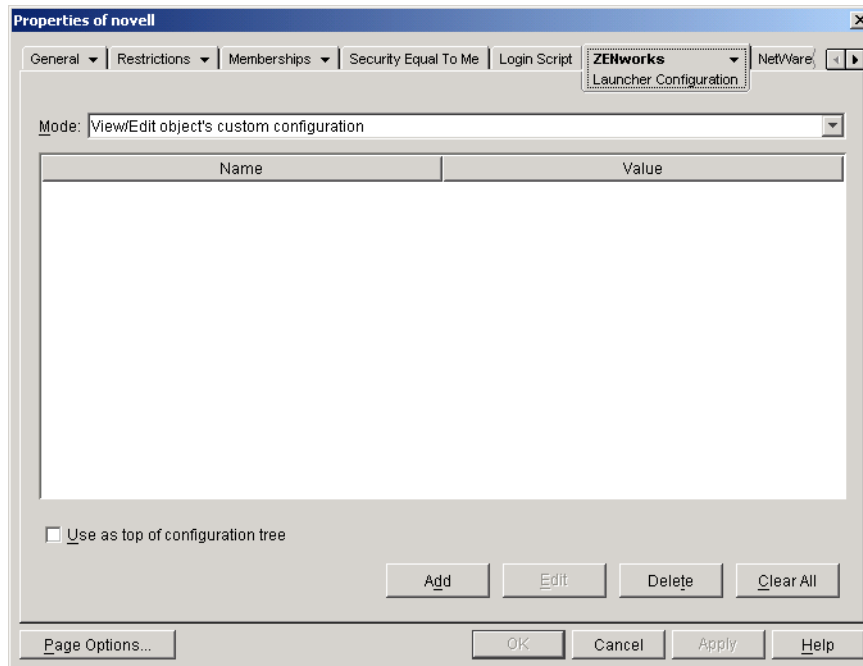 Properties of novell
General Restrictions Memberships Security Equal To Me Login Script ZENworks NetWare
Launcher Configuration
Mode: View/Edit object's custom configuration
Name Value
Use as top of configuration tree
Add Edit Delete Clear All
Page Options... OK Cancel Apply Help